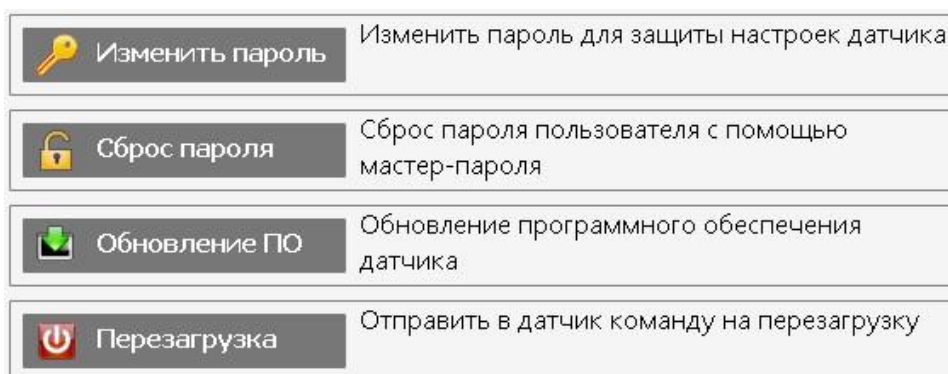 Изменить пароль
Изменить пароль для защиты настроек датчика
Сброс пароля
Сброс пароля пользователя с помощью
мастер-пароля
Обновление ПО
Обновление программного обеспечения
датчика
Перезагрузка
Отправить в датчик команду на перезагрузку